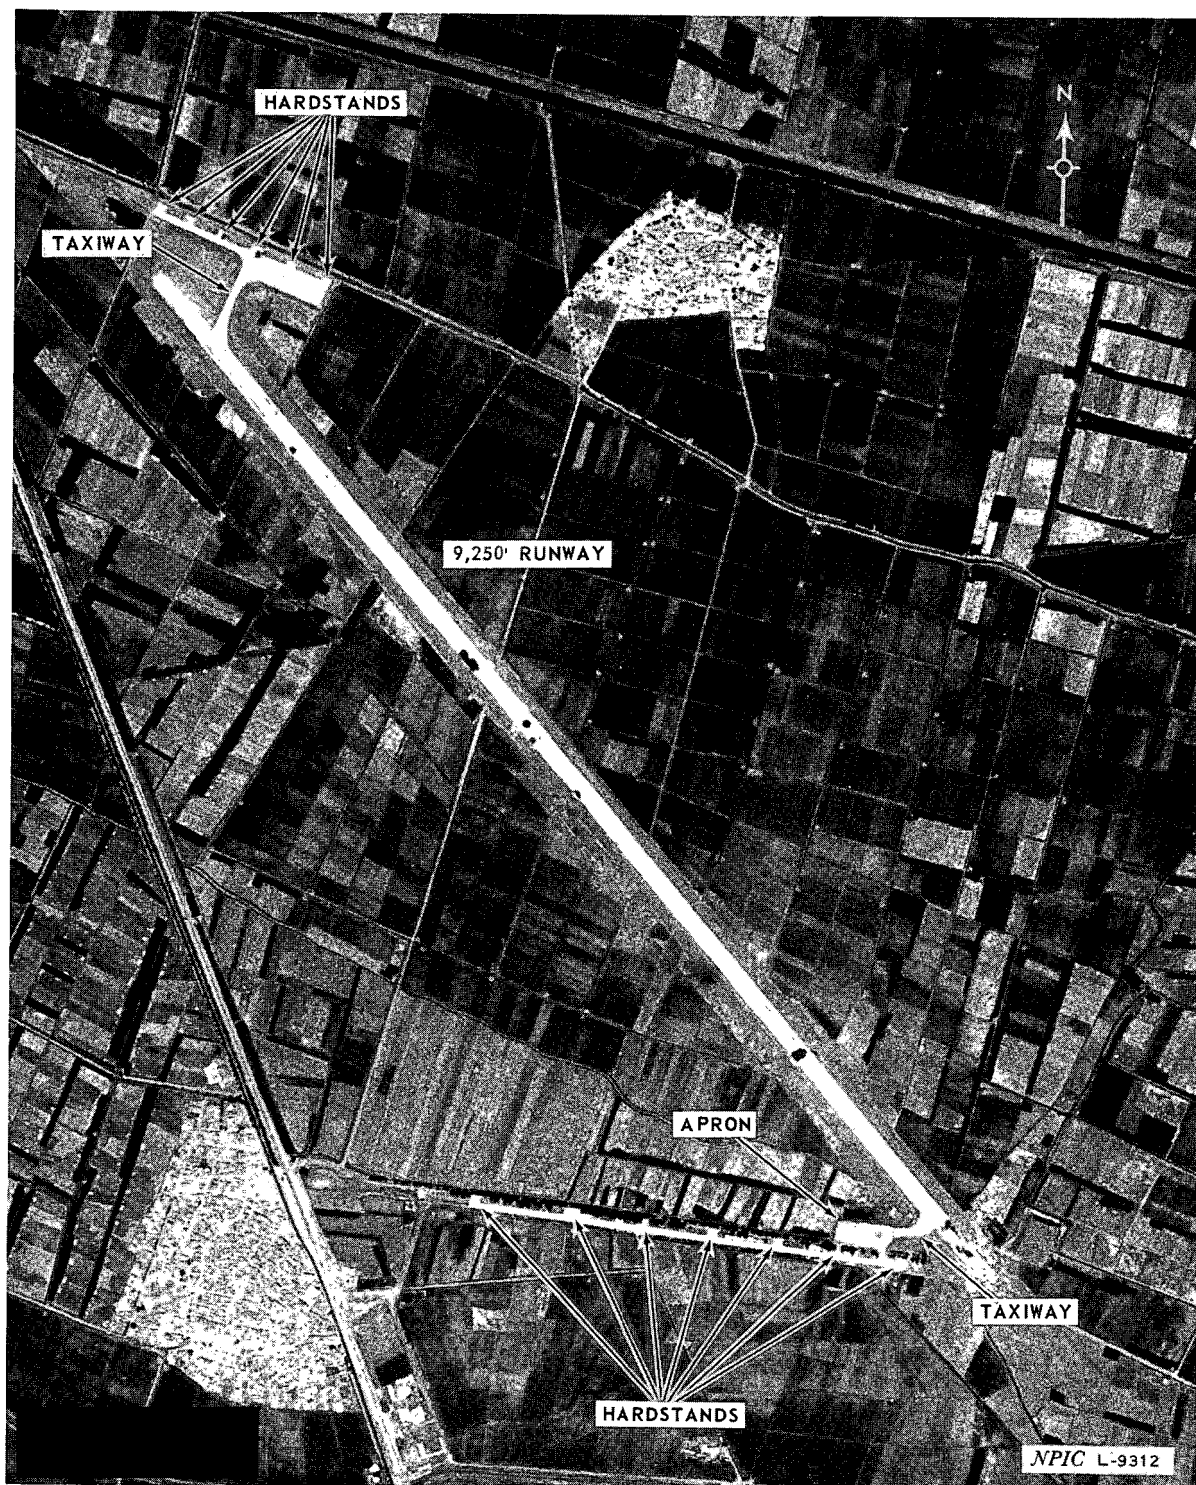 HARDSTANDS
N
TAXIWAY
9,250' RUNWAY
APRON
TAXIWAY
HARDSTANDS
NPIC L-9312